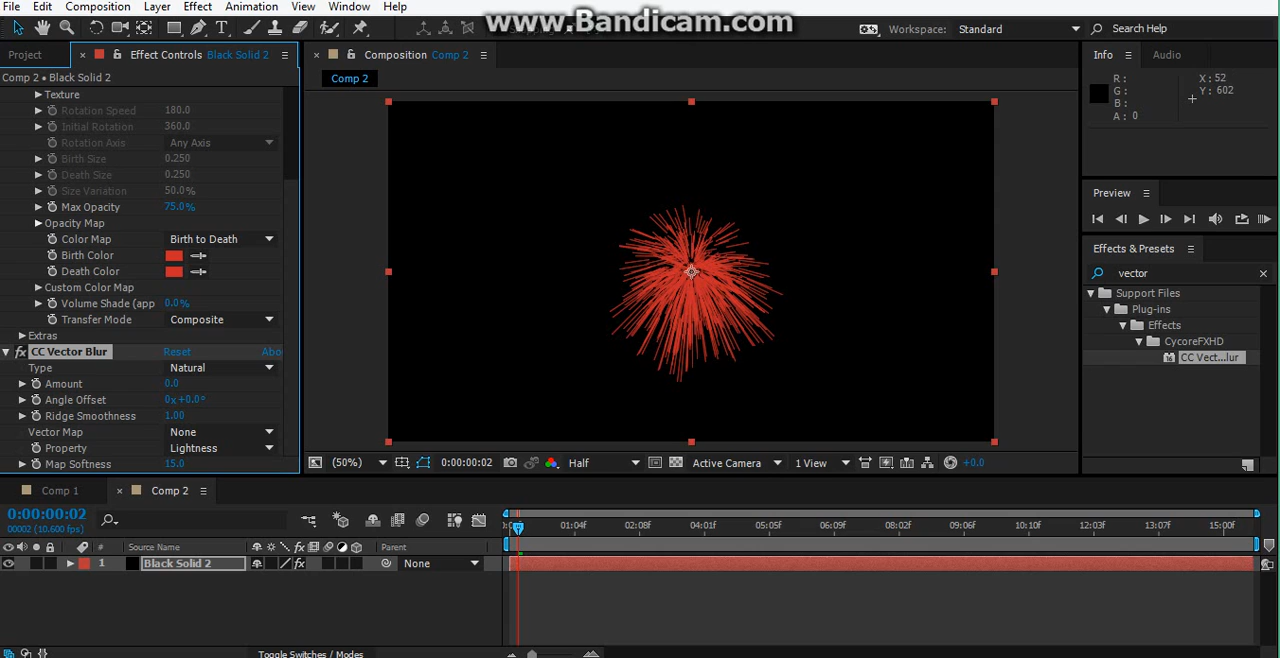 File Edit Composition Layer Effect Animation View Window Help
www.Bandicam.com
Workspace: Standard Search Help
Project Effect Controls Black Solid 2
Composition Comp 2
Info Audio
Comp 2 • Black Solid 2
Comp 2
R: X: 52
G: Y: 602
B:
A: 0
Texture
Rotation Speed 180.0
Initial Rotation 360.0
Rotation Axis Any Axis
Birth Size 0.250
Death Size 0.250
Size Variation 50.0%
Max Opacity 75.0%
Opacity Map
Color Map Birth to Death
Birth Color
Death Color
Custom Color Map
Volume Shade (app 0.0%
Transfer Mode Composite
Extras
fx CC Vector Blur Reset Abo
Type Natural
Amount 0.0
Angle Offset 0x+0.0°
Ridge Smoothness 1.00
Vector Map None
Property Lightness
Map Softness 15.0
Preview
Effects & Presets
vector
Support Files
Plug-ins
Effects
CycoreFXHD
CC Vect...lur
(50%) 0:00:00:02 Half Active Camera 1 View +0.0
Comp 1 Comp 2
0:00:00:02
00002 (10.600 fps)
01:04f 02:08f 03:02f 04:01f 05:05f 06:09f 08:02f 09:06f 10:10f 12:03f 13:07f 15:00f
# Source Name Parent
1 Black Solid 2 None
Toggle Switches / Modes